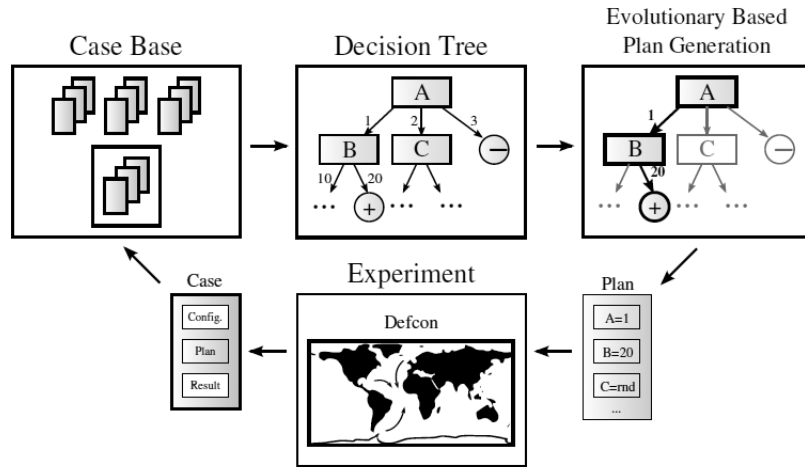 Case Base
Decision Tree
Evolutionary Based
Plan Generation
A
1
2
3
B
C
−
10
20
...
+
...
...
A
1
B
C
−
20
...
+
...
...
Case
Config.
Plan
Result
Experiment
Defcon
Plan
A=1
B=20
C=rnd
...